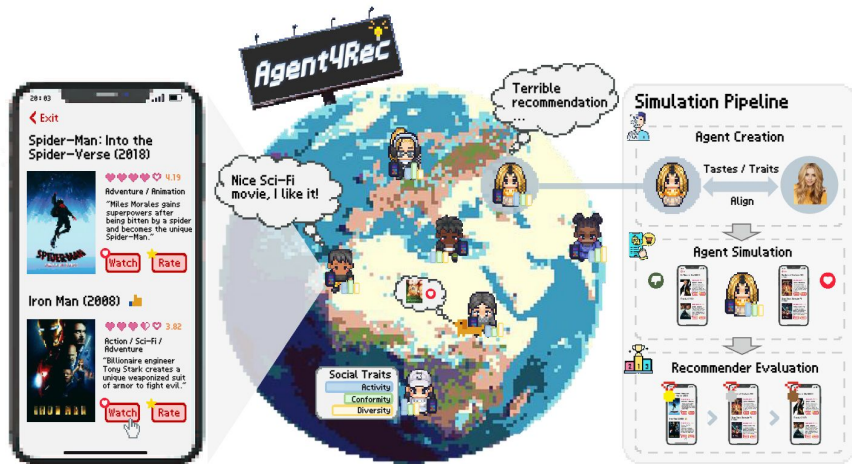 Agent4Rec
20:03
Exit
Spider-Man: Into the
Spider-Verse (2018)
4.19
Adventure / Animation
"Miles Morales gains
superpowers after
being bitten by a spider
and becomes the unique
Spider-Man."
SPIDER-MAN
Watch
Rate
Iron Man (2008)
3.82
Action / Sci-Fi /
Adventure
"Billionaire engineer
Tony Stark creates a
unique weaponized suit
of armor to fight evil."
IRON MAN
Watch
Rate
Nice Sci-Fi
movie, I like it!
Terrible
recommendation
...
Social Traits
Activity
Conformity
Diversity
Simulation Pipeline
Agent Creation
Tastes / Traits
Align
Agent Simulation
Recommender Evaluation